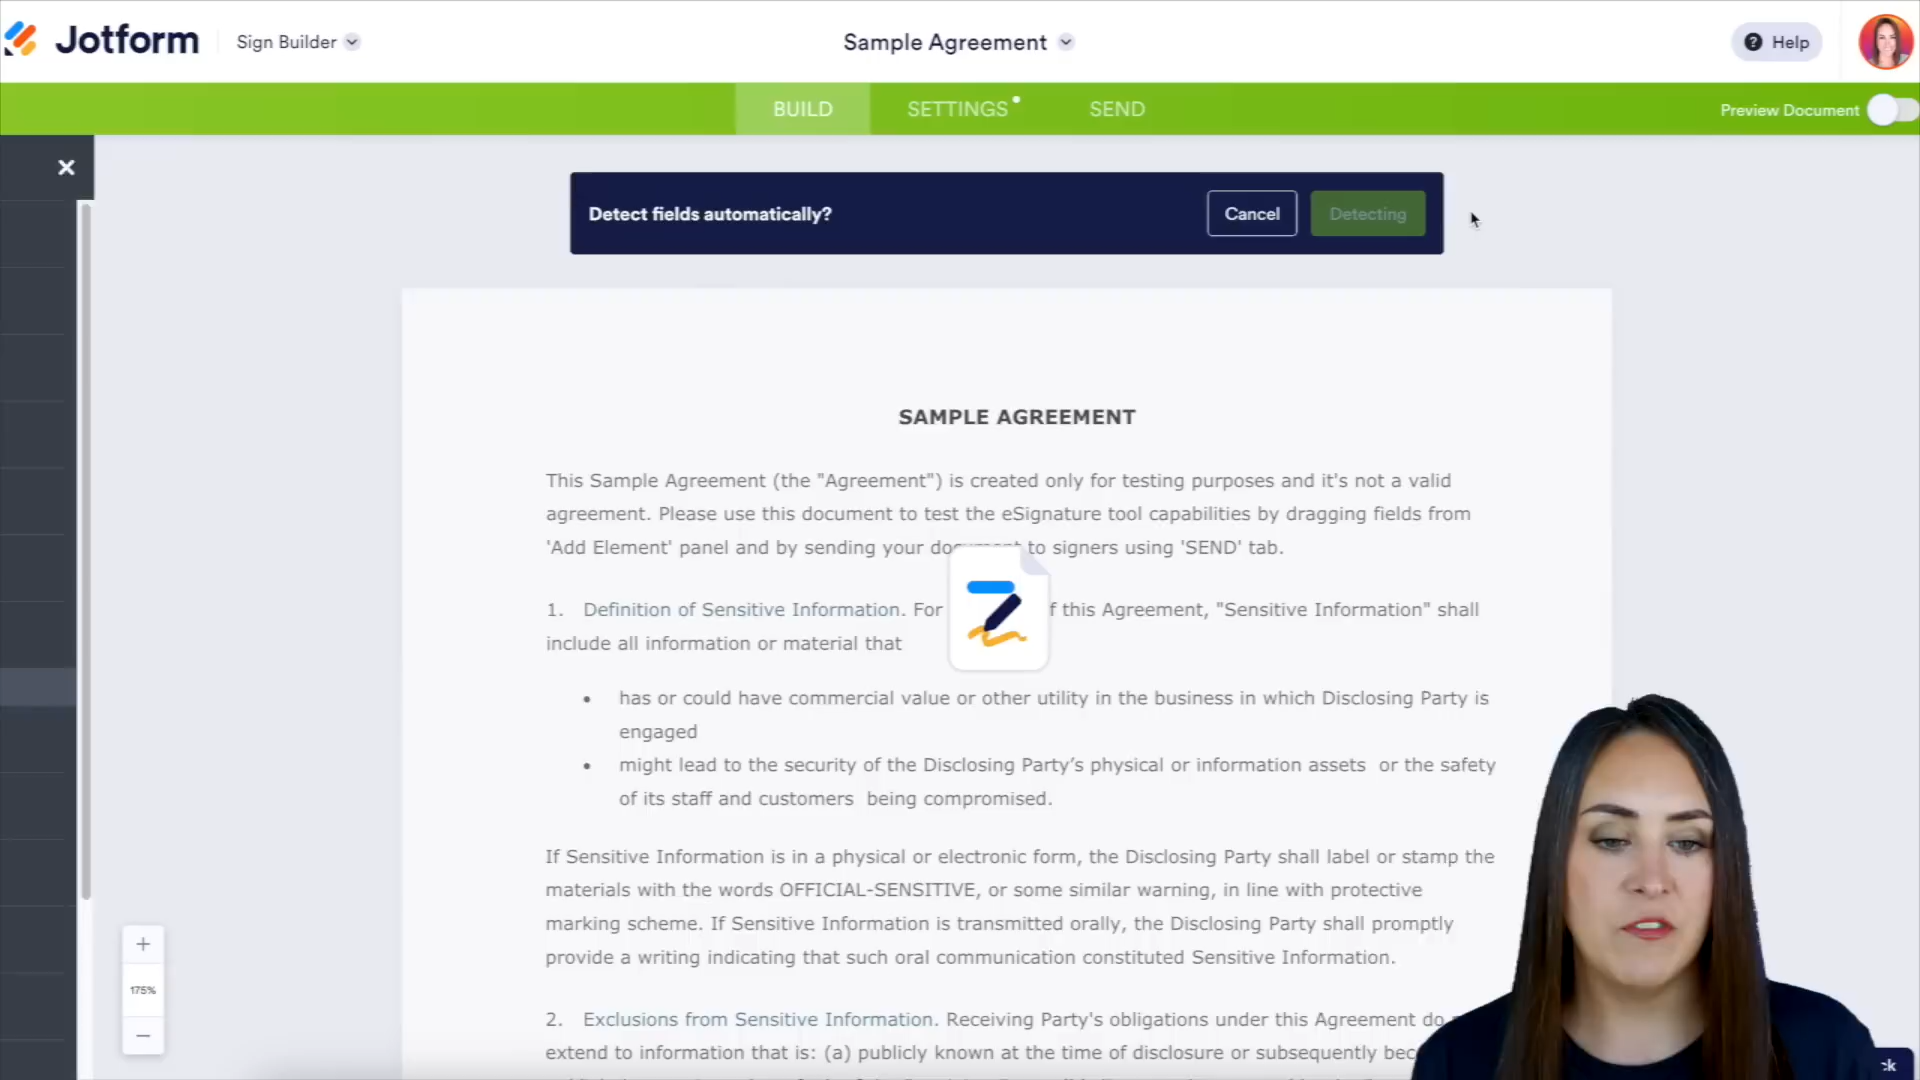 Jotform
Sign Builder
Sample Agreement
Help
BUILD
SETTINGS
SEND
Preview Document
Detect fields automatically?
Cancel
Detecting
SAMPLE AGREEMENT
This Sample Agreement (the "Agreement") is created only for testing purposes and it's not a valid
agreement. Please use this document to test the eSignature tool capabilities by dragging fields from
'Add Element' panel and by sending your to signers using 'SEND' tab.
1. Definition of Sensitive Information. For this Agreement, "Sensitive Information" shall
include all information or material that
• has or could have commercial value or other utility in the business in which Disclosing Party is
engaged
• might lead to the security of the Disclosing Party’s physical or information assets or the safety
of its staff and customers being compromised.
If Sensitive Information is in a physical or electronic form, the Disclosing Party shall label or stamp the
materials with the words OFFICIAL-SENSITIVE, or some similar warning, in line with protective
marking scheme. If Sensitive Information is transmitted orally, the Disclosing Party shall promptly
provide a writing indicating that such oral communication constituted Sensitive Information.
175%
2. Exclusions from Sensitive Information. Receiving Party's obligations under this Agreement do
extend to information that is: (a) publicly known at the time of disclosure or subsequently